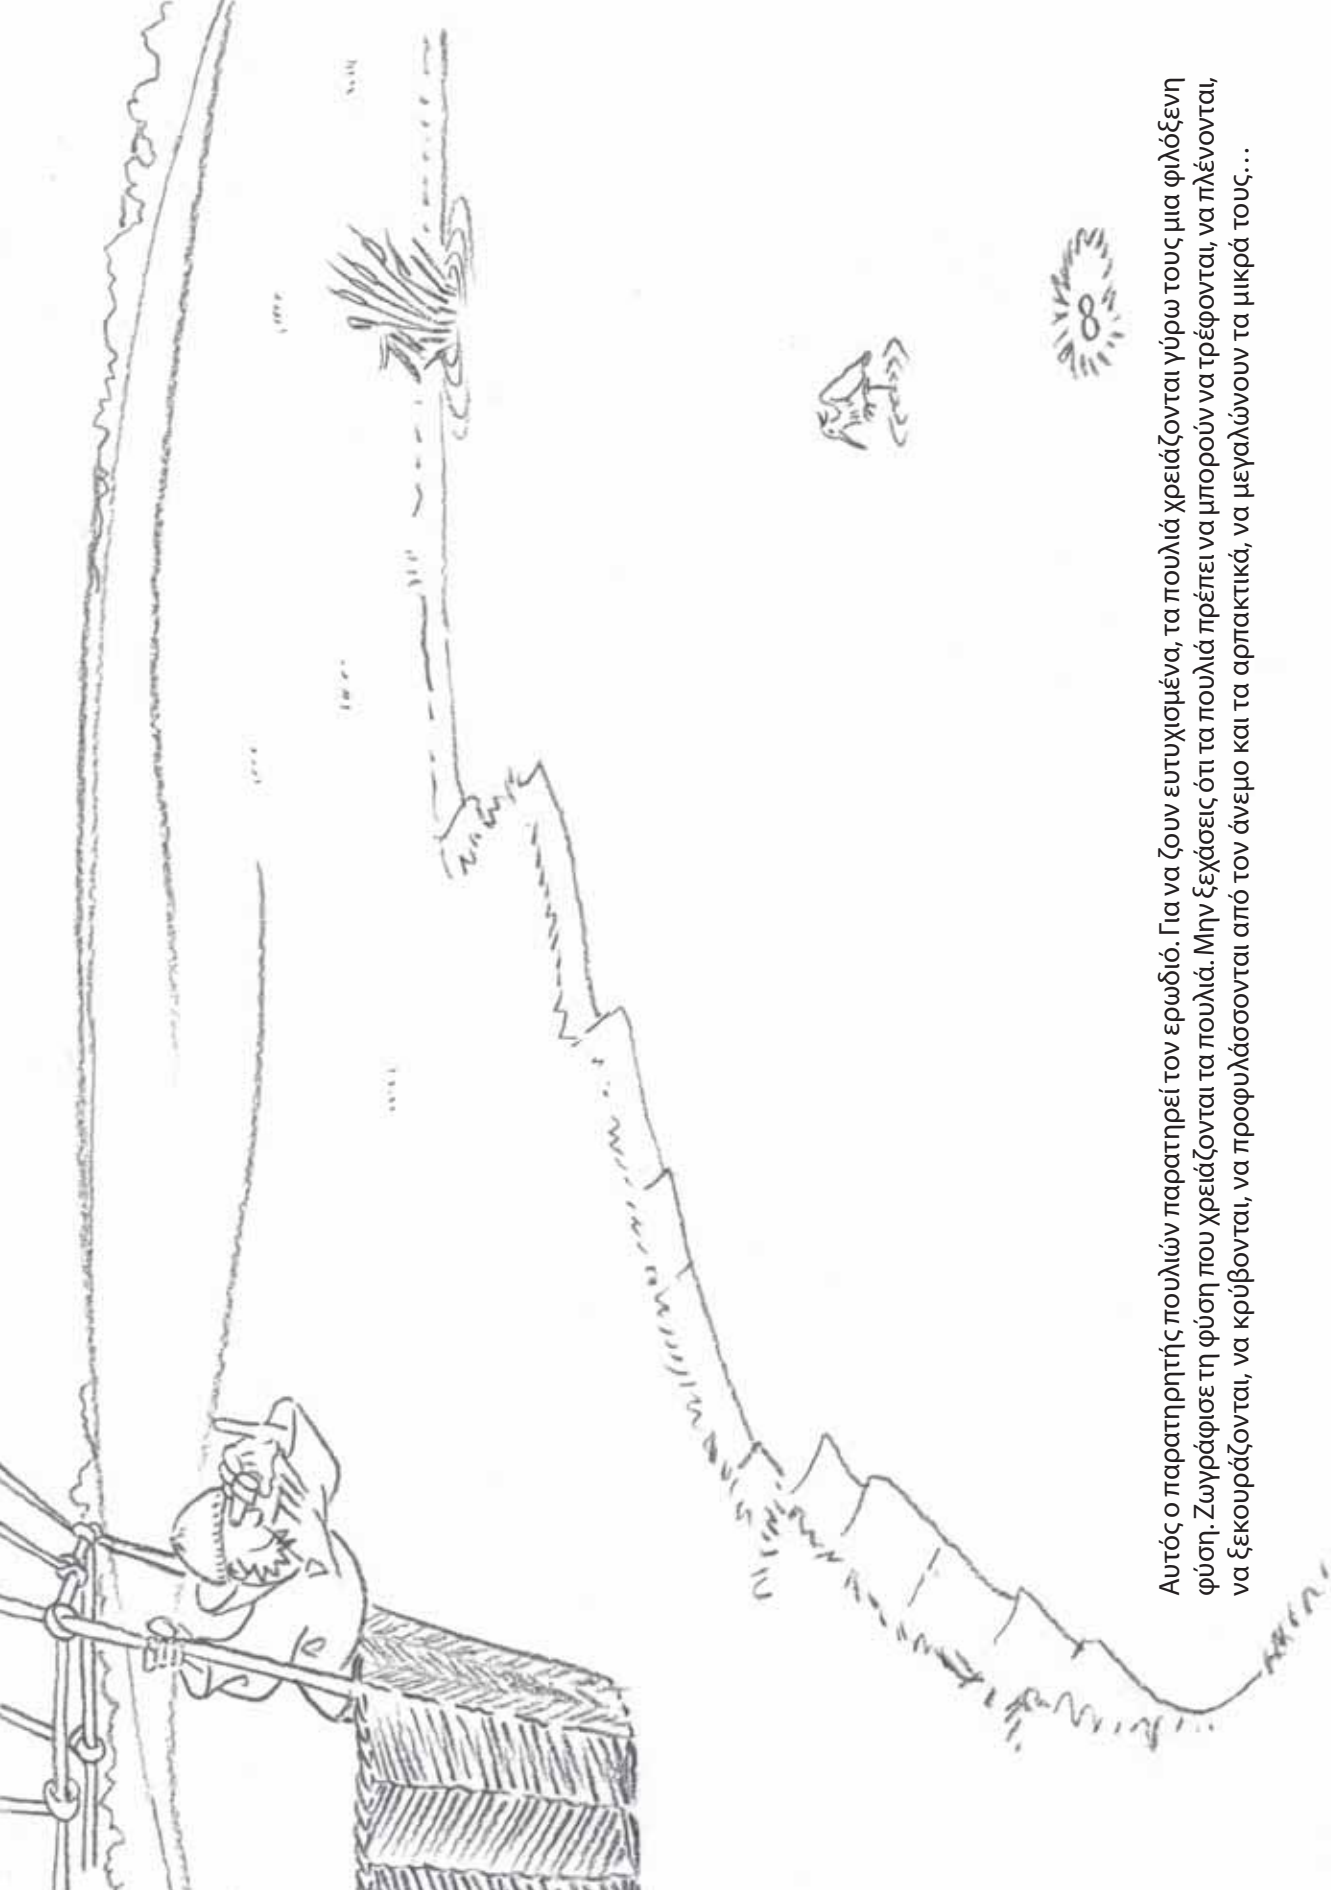 Αυτός ο παρατηρητής πουλιών παρατηρεί τον ερωδιό. Για να ζουν ευτυχισμένα, τα πουλιά χρειάζονται γύρω τους μια φιλόξενη
φύση. Ζωγράφισε τη φύση που χρειάζονται τα πουλιά. Μην ξεχάσεις ότι τα πουλιά πρέπει να μπορούν να τρέφονται, να πλένονται,
να ξεκουράζονται, να κρύβονται, να προφυλάσσονται από τον άνεμο και τα αρπακτικά, να μεγαλώνουν τα μικρά τους…
8